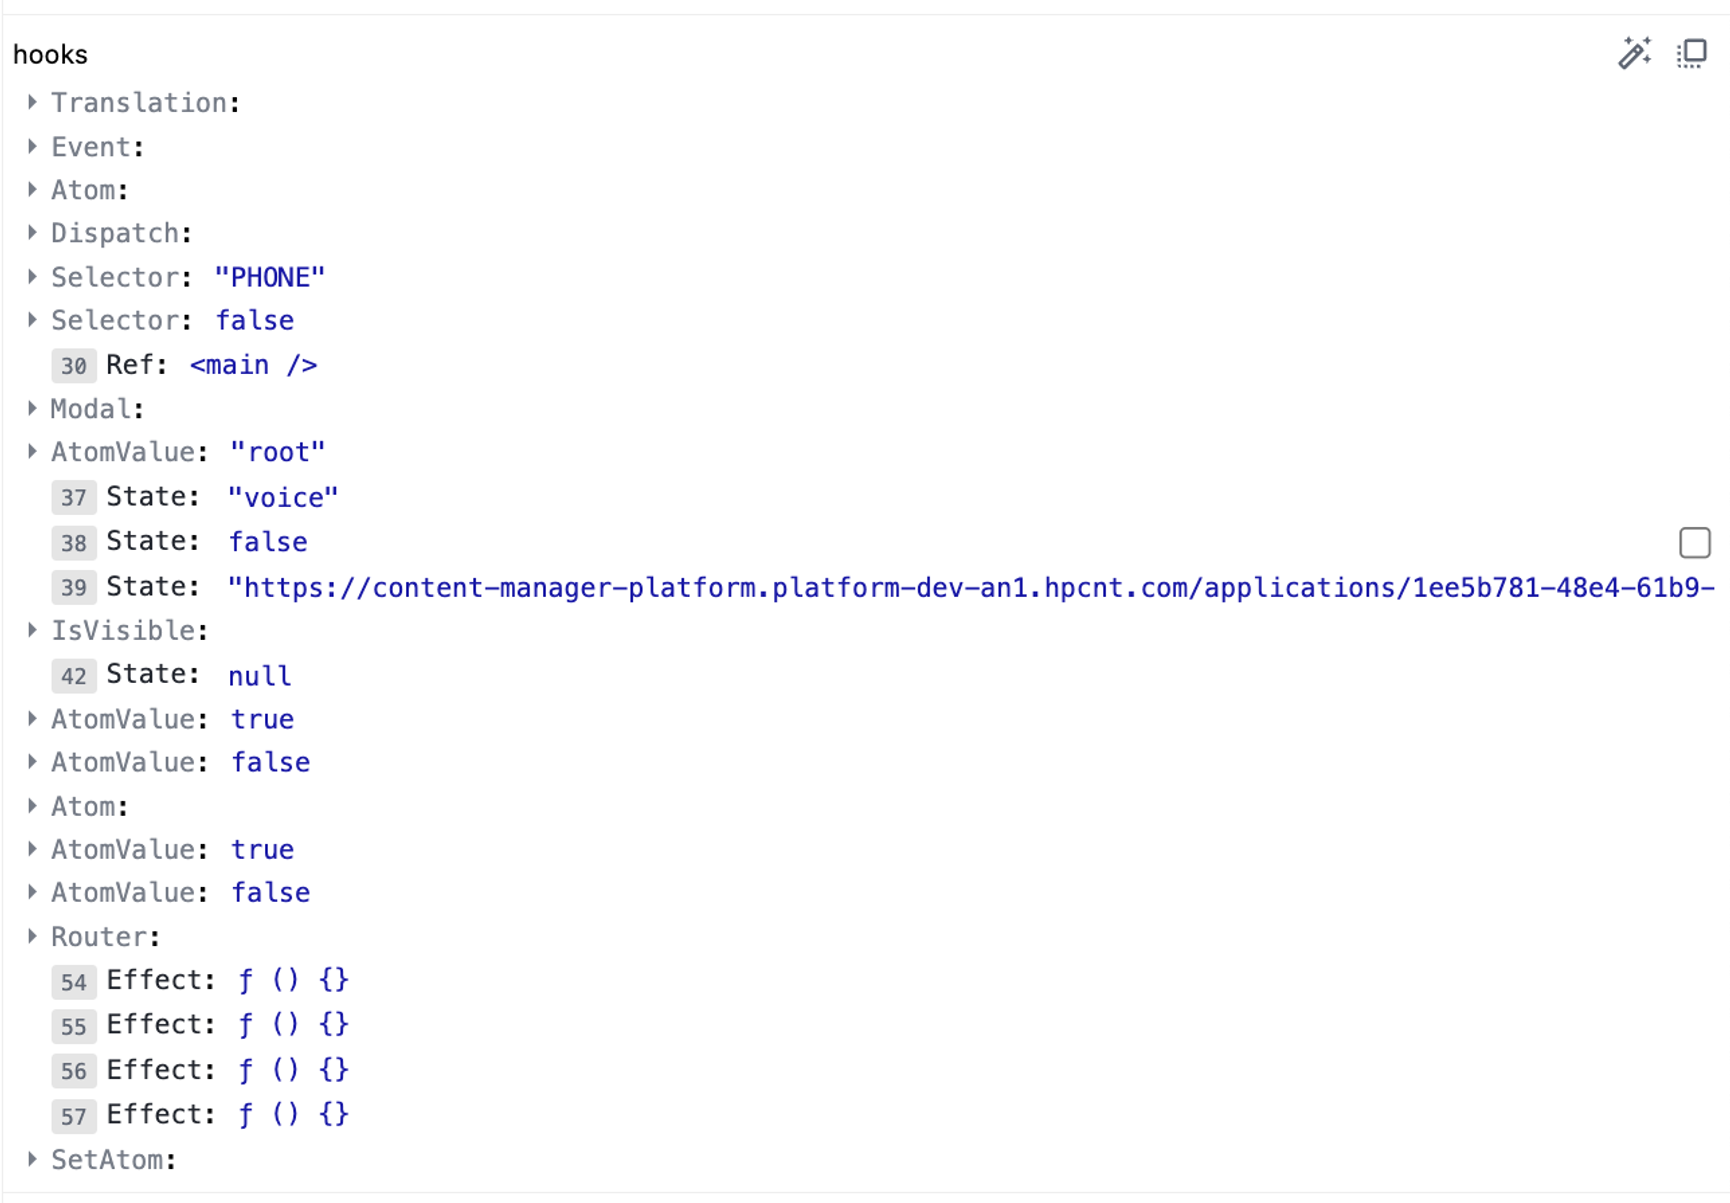 hooks
Translation:
Event:
Atom:
Dispatch:
Selector: "PHONE"
Selector: false
30 Ref: <main />
Modal:
AtomValue: "root"
37 State: "voice"
38 State: false
39 State: "https://content-manager-platform.platform-dev-an1.hpcnt.com/applications/1ee5b781-48e4-61b9-
IsVisible:
42 State: null
AtomValue: true
AtomValue: false
Atom:
AtomValue: true
AtomValue: false
Router:
54 Effect: ƒ () {}
55 Effect: ƒ () {}
56 Effect: ƒ () {}
57 Effect: ƒ () {}
SetAtom: